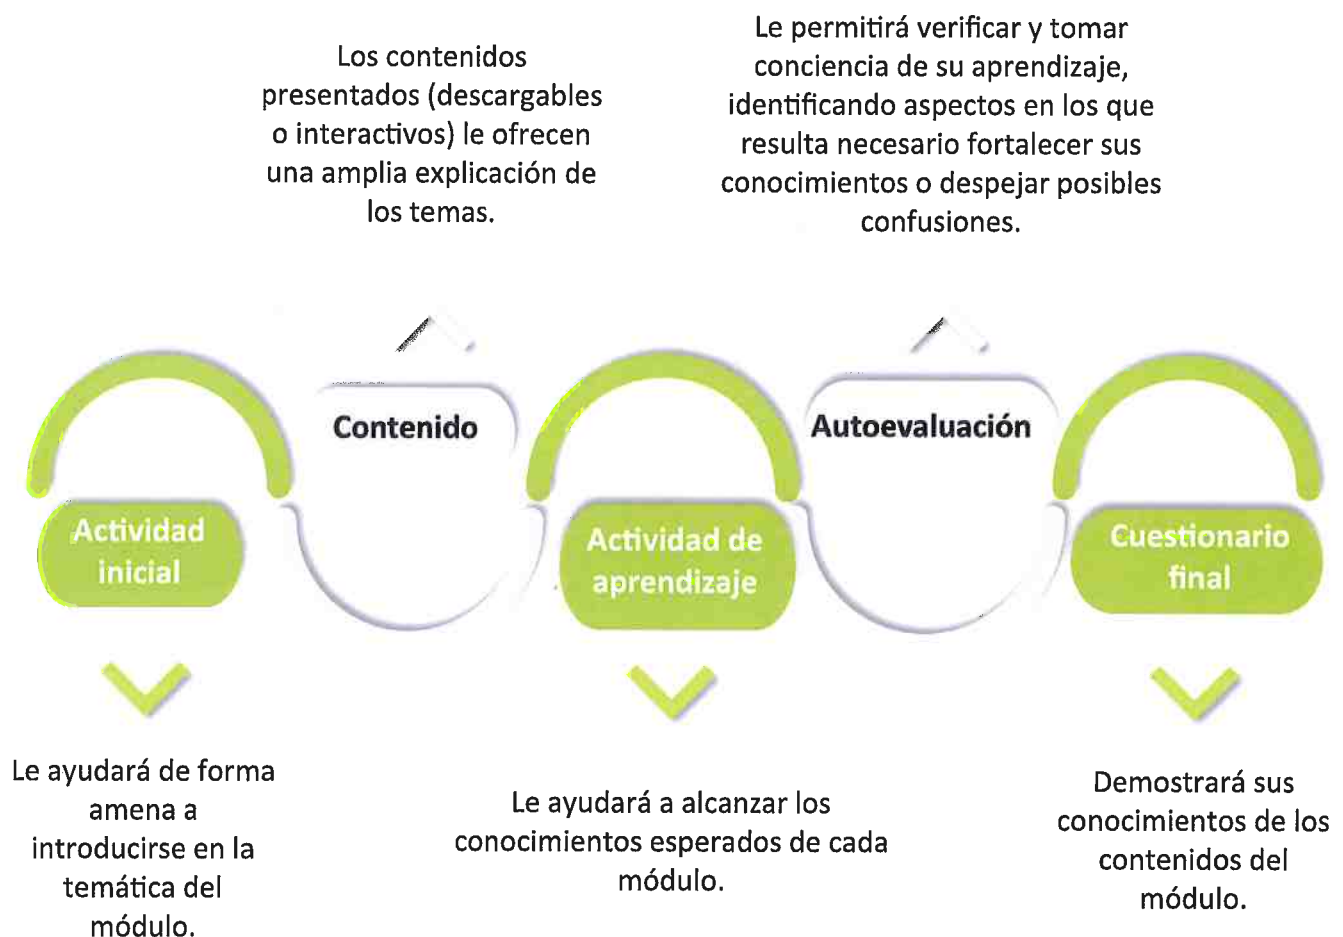 Los contenidos
presentados (descargables
o interactivos) le ofrecen
una amplia explicación de
los temas.
Le permitirá verificar y tomar
conciencia de su aprendizaje,
identificando aspectos en los que
resulta necesario fortalecer sus
conocimientos o despejar posibles
confusiones.
Actividad
inicial
Contenido
Actividad de
aprendizaje
Autoevaluación
Cuestionario
final
Le ayudará de forma
amena a
introducirse en la
temática del
módulo.
Le ayudará a alcanzar los
conocimientos esperados de cada
módulo.
Demostrará sus
conocimientos de los
contenidos del
módulo.